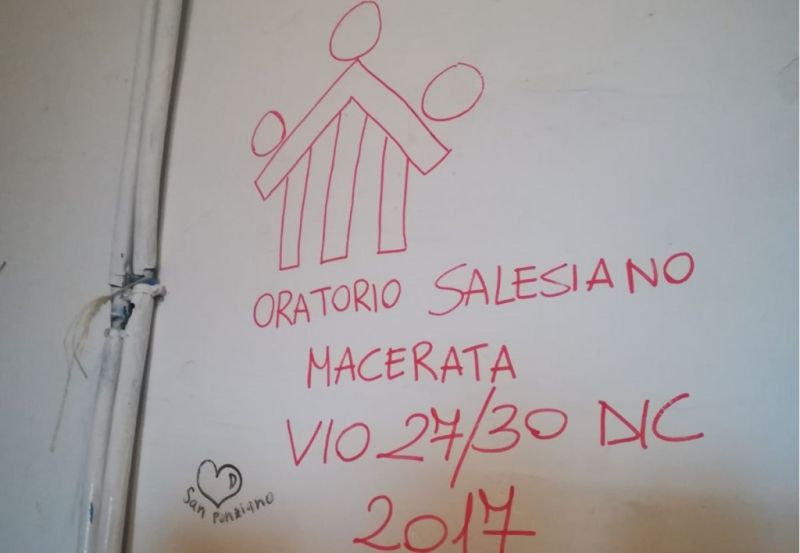 ORATORIO SALESIANO
MACERATA
VIO 27/30 DIC
2017
D
San Ponziano